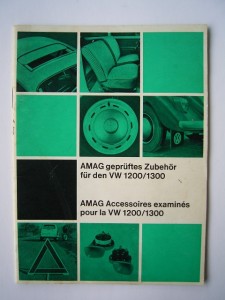 AMAG geprüftes Zubehör
für den VW 1200/1300
AMAG Accessoires examinés
pour la VW 1200/1300